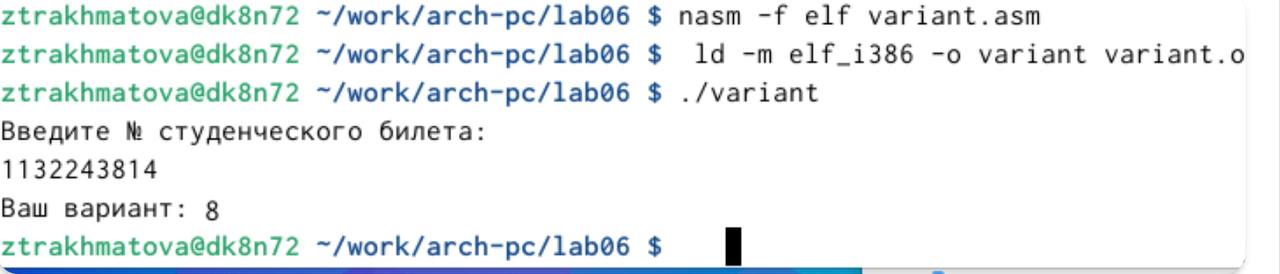 ztrakhmatova@dk8n72 ~/work/arch-pc/lab06 $ nasm -f elf variant.asm
ztrakhmatova@dk8n72 ~/work/arch-pc/lab06 $  ld -m elf_i386 -o variant variant.o
ztrakhmatova@dk8n72 ~/work/arch-pc/lab06 $ ./variant
Введите № студенческого билета:
1132243814
Ваш вариант: 8
ztrakhmatova@dk8n72 ~/work/arch-pc/lab06 $